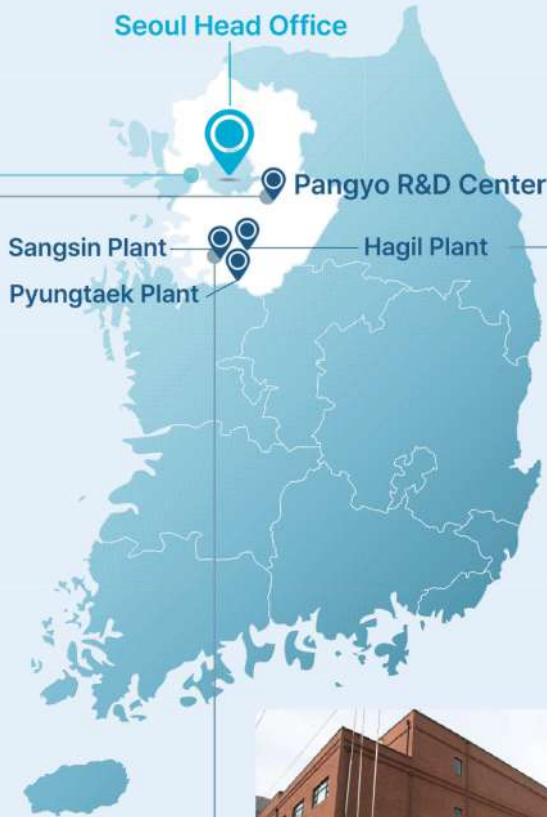 Seoul Head Office
Pangyo R&D Center
Sangsin Plant
Hagil Plant
Pyungtaek Plant